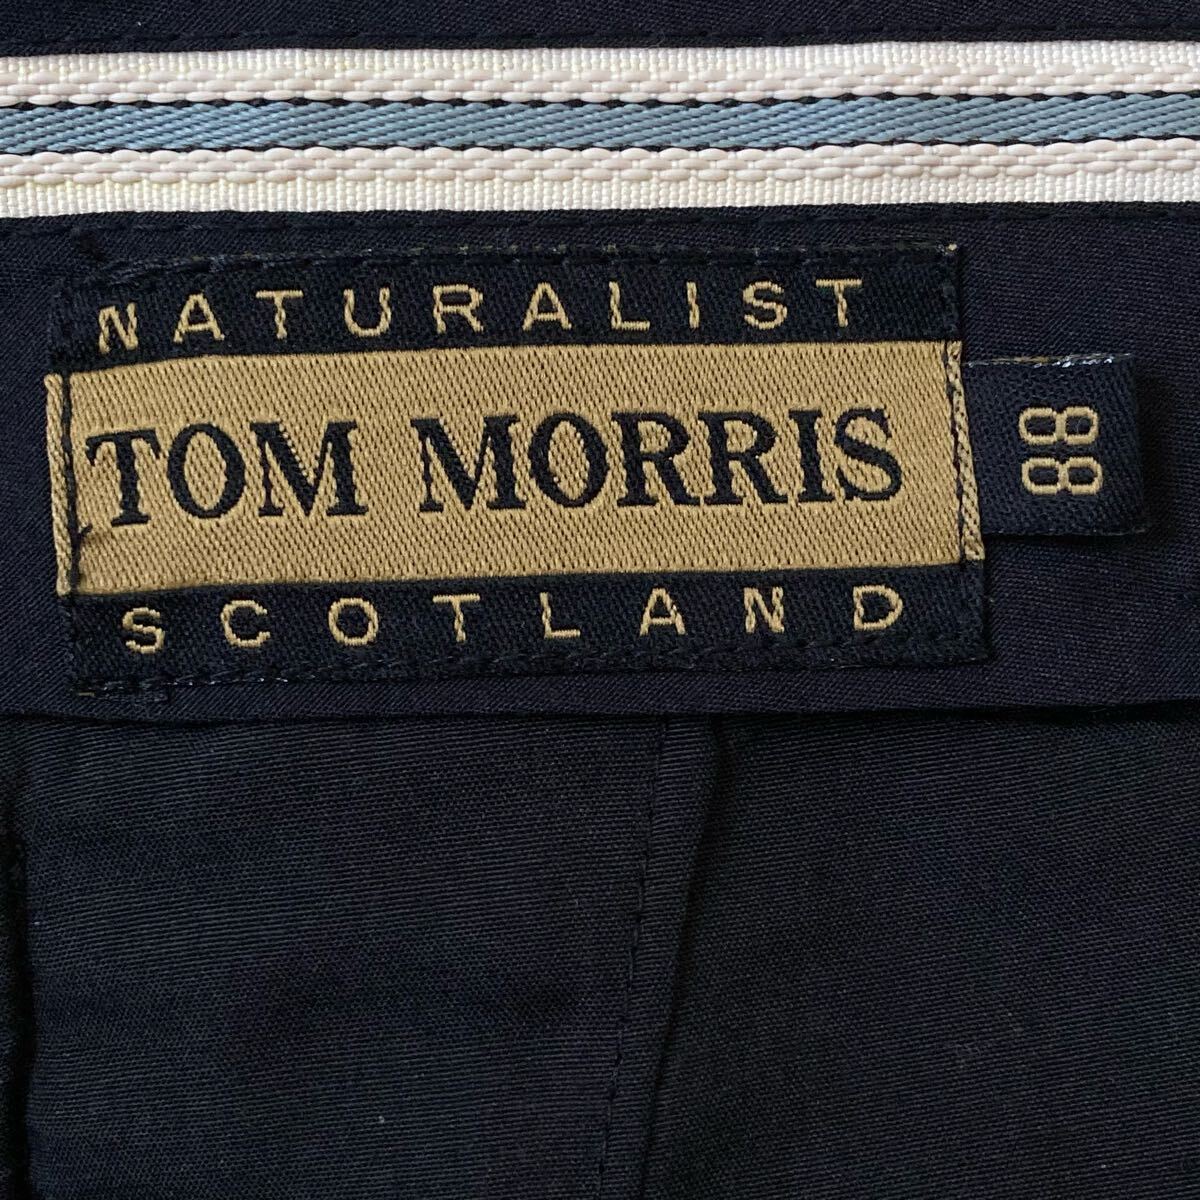 NATURALIST
TOM MORRIS
SCOTLAND
88